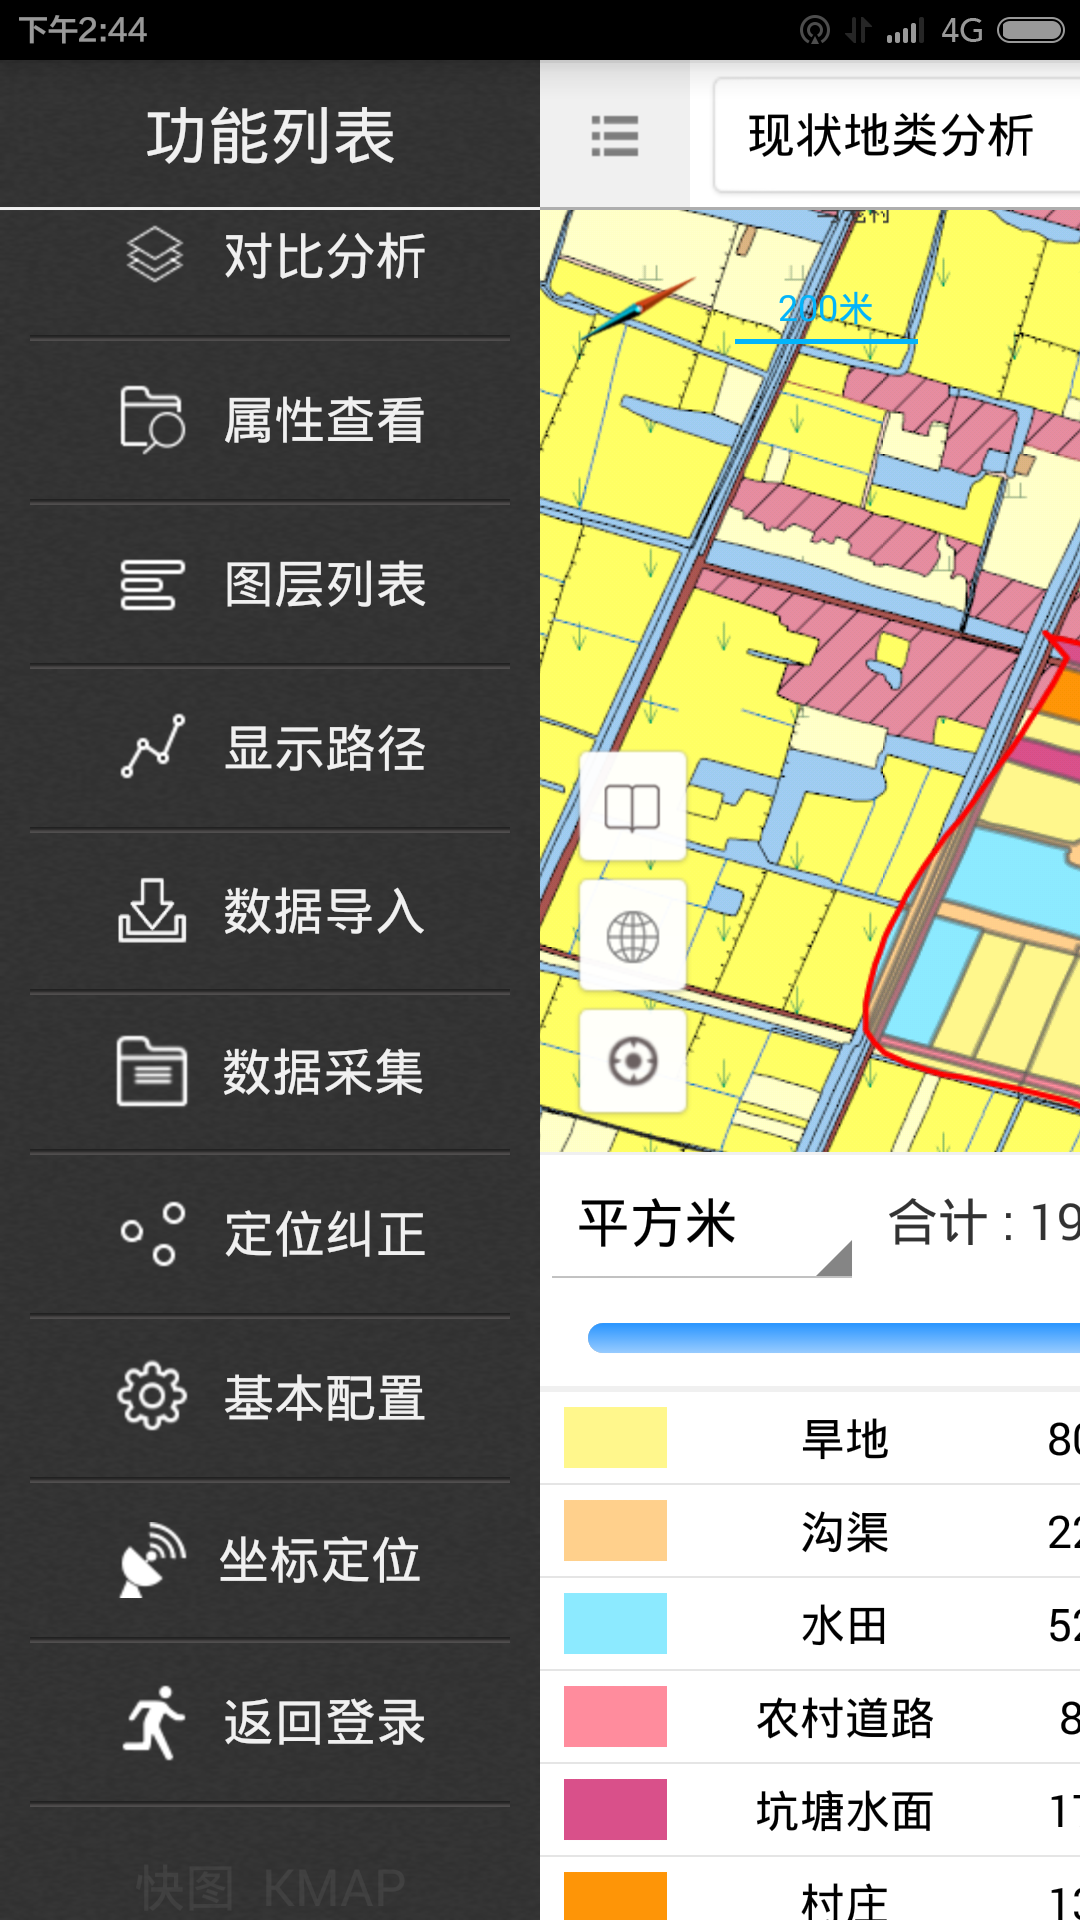 下午2:44
4G
功能列表
现状地类分析
对比分析
属性查看
图层列表
显示路径
数据导入
数据采集
定位纠正
基本配置
坐标定位
返回登录
快图 KMAP
200米
平方米
合计 : 19
旱地 80
沟渠 22
水田 52
农村道路 8
坑塘水面 17
村庄 13